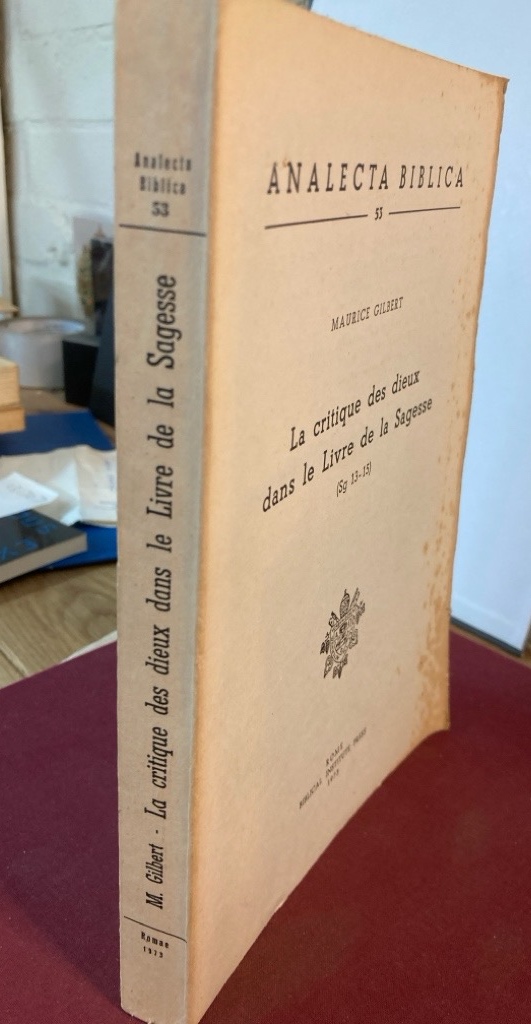 Analecta
Biblica
53
M. Gilbert - La critique des dieux dans le Livre de la Sagesse
Romae
1973
ANALECTA BIBLICA
53
MAURICE GILBERT
La critique des dieux
dans le Livre de la Sagesse
(Sg 13-15)
ROME
BIBLICAL INSTITUTE PRESS
1973